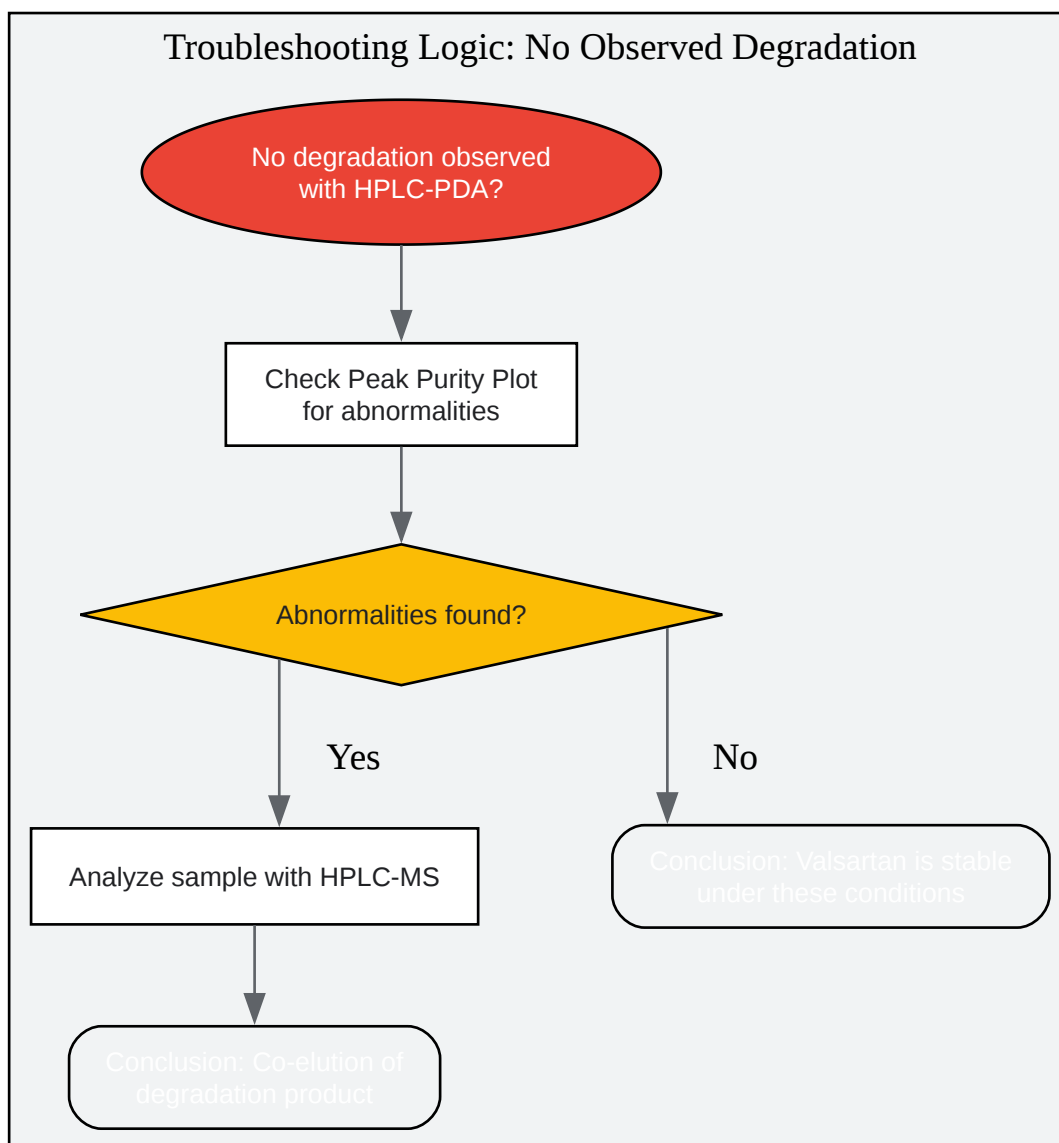 Troubleshooting Logic: No Observed Degradation
No degradation observed
with HPLC-PDA?
Check Peak Purity Plot
for abnormalities
Abnormalities found?
Yes
No
Analyze sample with HPLC-MS
Conclusion: Valsartan is stable
under these conditions
Conclusion: Co-elution of
degradation product